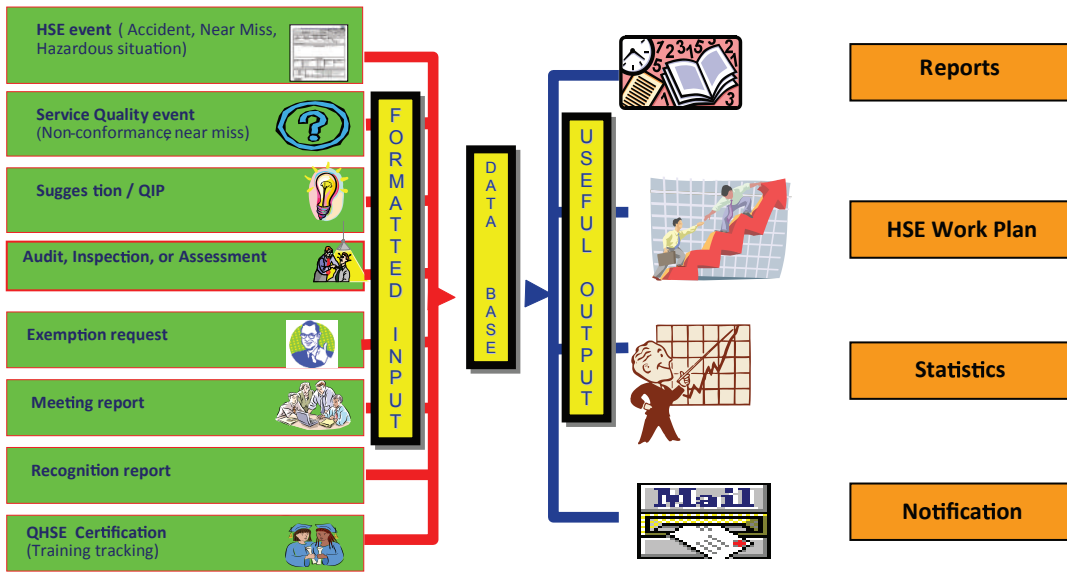 HSE event ( Accident, Near Miss,
Hazardous situation)
Service Quality event
(Non-conformance, near miss)
Sugges tion / QIP
Audit, Inspection, or Assessment
Exemption request
Meeting report
Recognition report
QHSE Certification
(Training tracking)
FORMATTED INPUT
DATA BASE
USEFUL OUTPUT
Mail
Reports
HSE Work Plan
Statistics
Notification